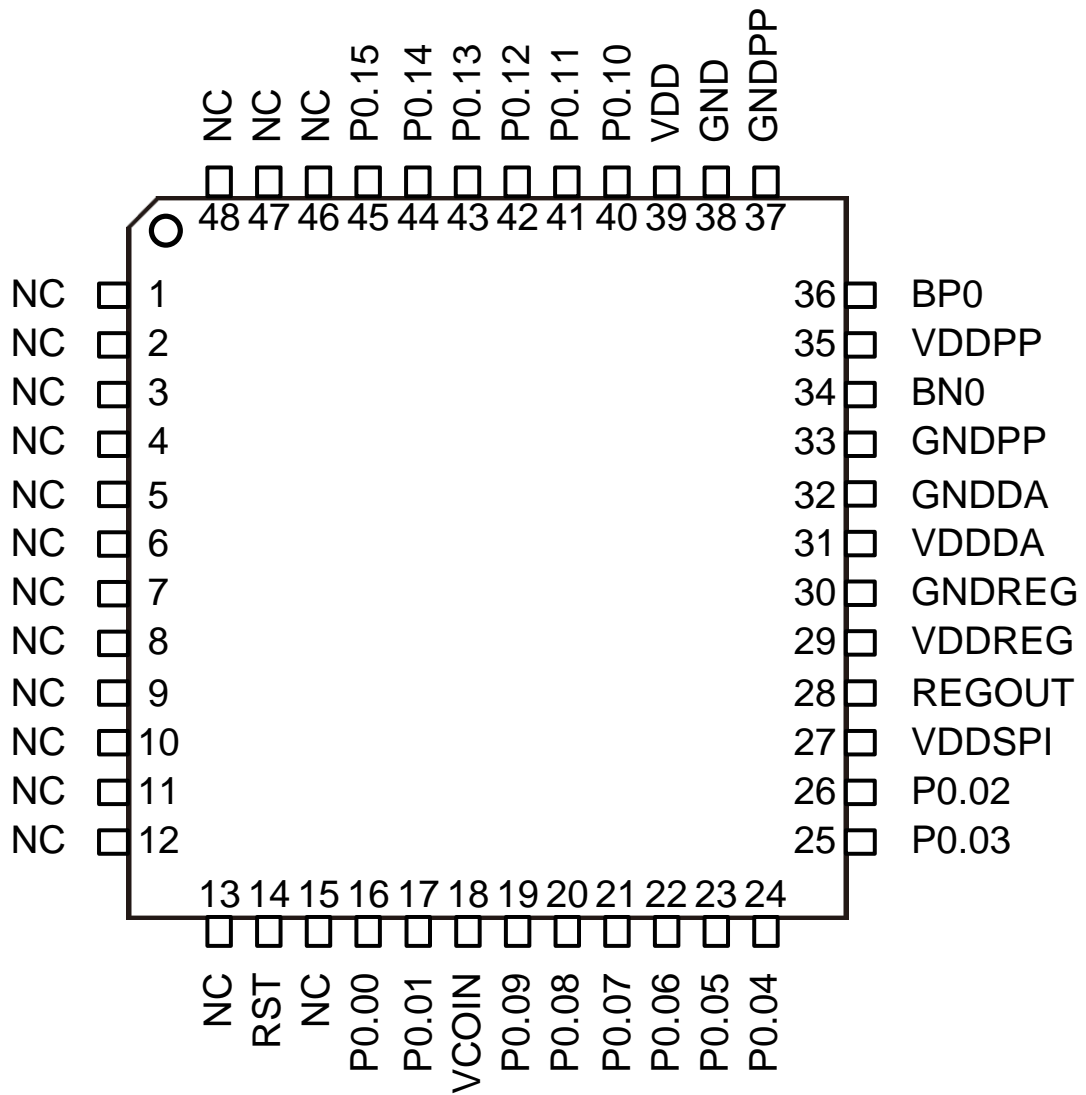 NC NC NC P0.15 P0.14 P0.13 P0.12 P0.11 P0.10 VDD GND GNDPP
48 47 46 45 44 43 42 41 40 39 38 37
NC 1 36 BP0
NC 2 35 VDDPP
NC 3 34 BN0
NC 4 33 GNDPP
NC 5 32 GNDDA
NC 6 31 VDDDA
NC 7 30 GNDREG
NC 8 29 VDDREG
NC 9 28 REGOUT
NC 10 27 VDDSPI
NC 11 26 P0.02
NC 12 25 P0.03
13 14 15 16 17 18 19 20 21 22 23 24
NC RST NC P0.00 P0.01 VCOIN P0.09 P0.08 P0.07 P0.06 P0.05 P0.04